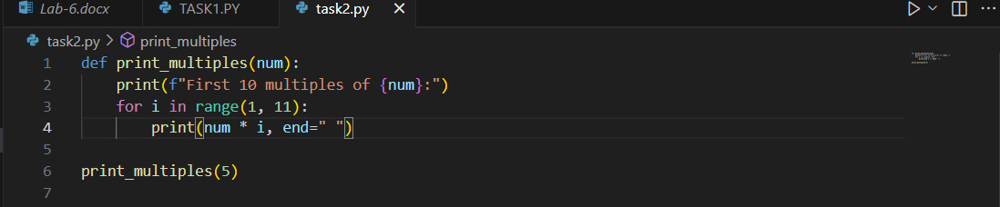 Lab-6.docx TASK1.PY task2.py
task2.py > print_multiples
1 def print_multiples(num):
2     print(f"First 10 multiples of {num}:")
3     for i in range(1, 11):
4         print(num * i, end=" ")
5
6 print_multiples(5)
7